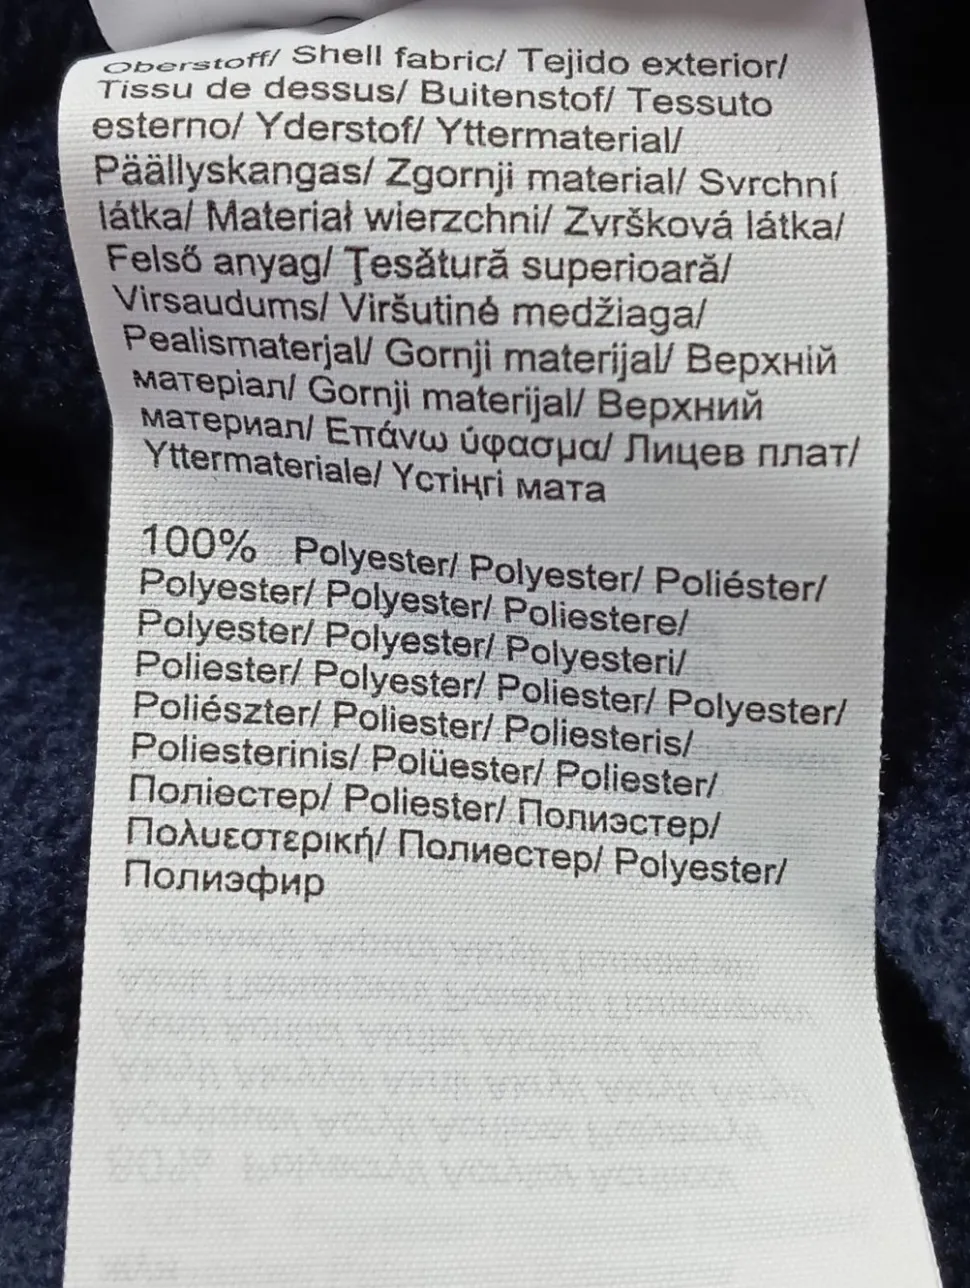 Oberstoff/ Shell fabric/ Tejido exterior/
Tissu de dessus/ Buitenstof/ Tessuto
esterno/ Yderstof/ Yttermaterial/
Päällyskangas/ Zgornji material/ Svrchní
látka/ Materiał wierzchni/ Zvršková látka/
Felső anyag/ Ţesătură superioară/
Virsaudums/ Viršutinė medžiaga/
Pealismaterjal/ Gornji materijal/ Верхній
матеріал/ Gornji materijal/ Верхний
материал/ Επάνω ύφασμα/ Лицев плат/
Yttermateriale/ Үстіңгі мата
100% Polyester/ Polyester/ Poliéster/
Polyester/ Polyester/ Poliestere/
Polyester/ Polyester/ Polyesteri/
Poliester/ Polyester/ Poliester/ Polyester/
Poliészter/ Poliester/ Poliesteris/
Poliesterinis/ Polüester/ Poliester/
Поліестер/ Poliester/ Полиэстер/
Πολυεστερική/ Полиестер/ Polyester/
Полиэфир